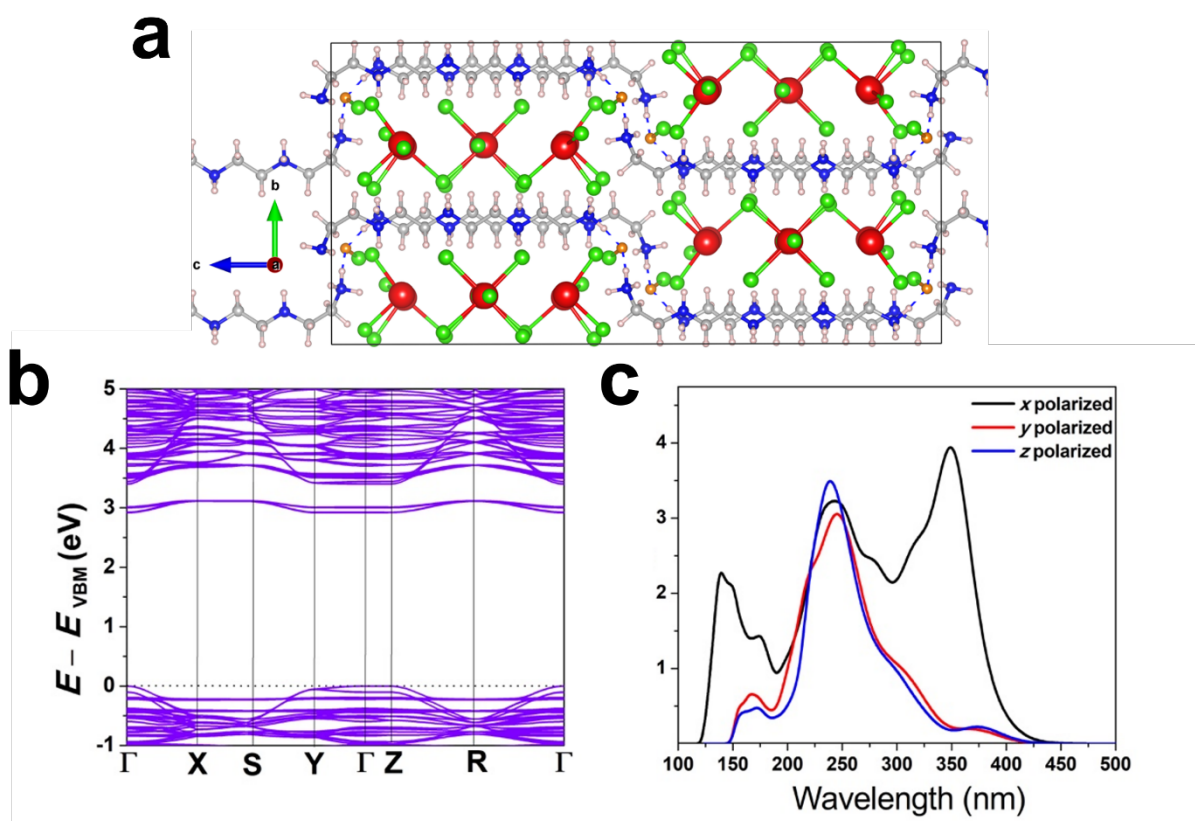 a
b
c
a
b
5
4
3
2
1
0
-1
E − E VBM (eV)
Γ X S Y Γ Z R Γ
c
x polarized
y polarized
z polarized
4
3
2
1
100 150 200 250 300 350 400 450 500
Wavelength (nm)